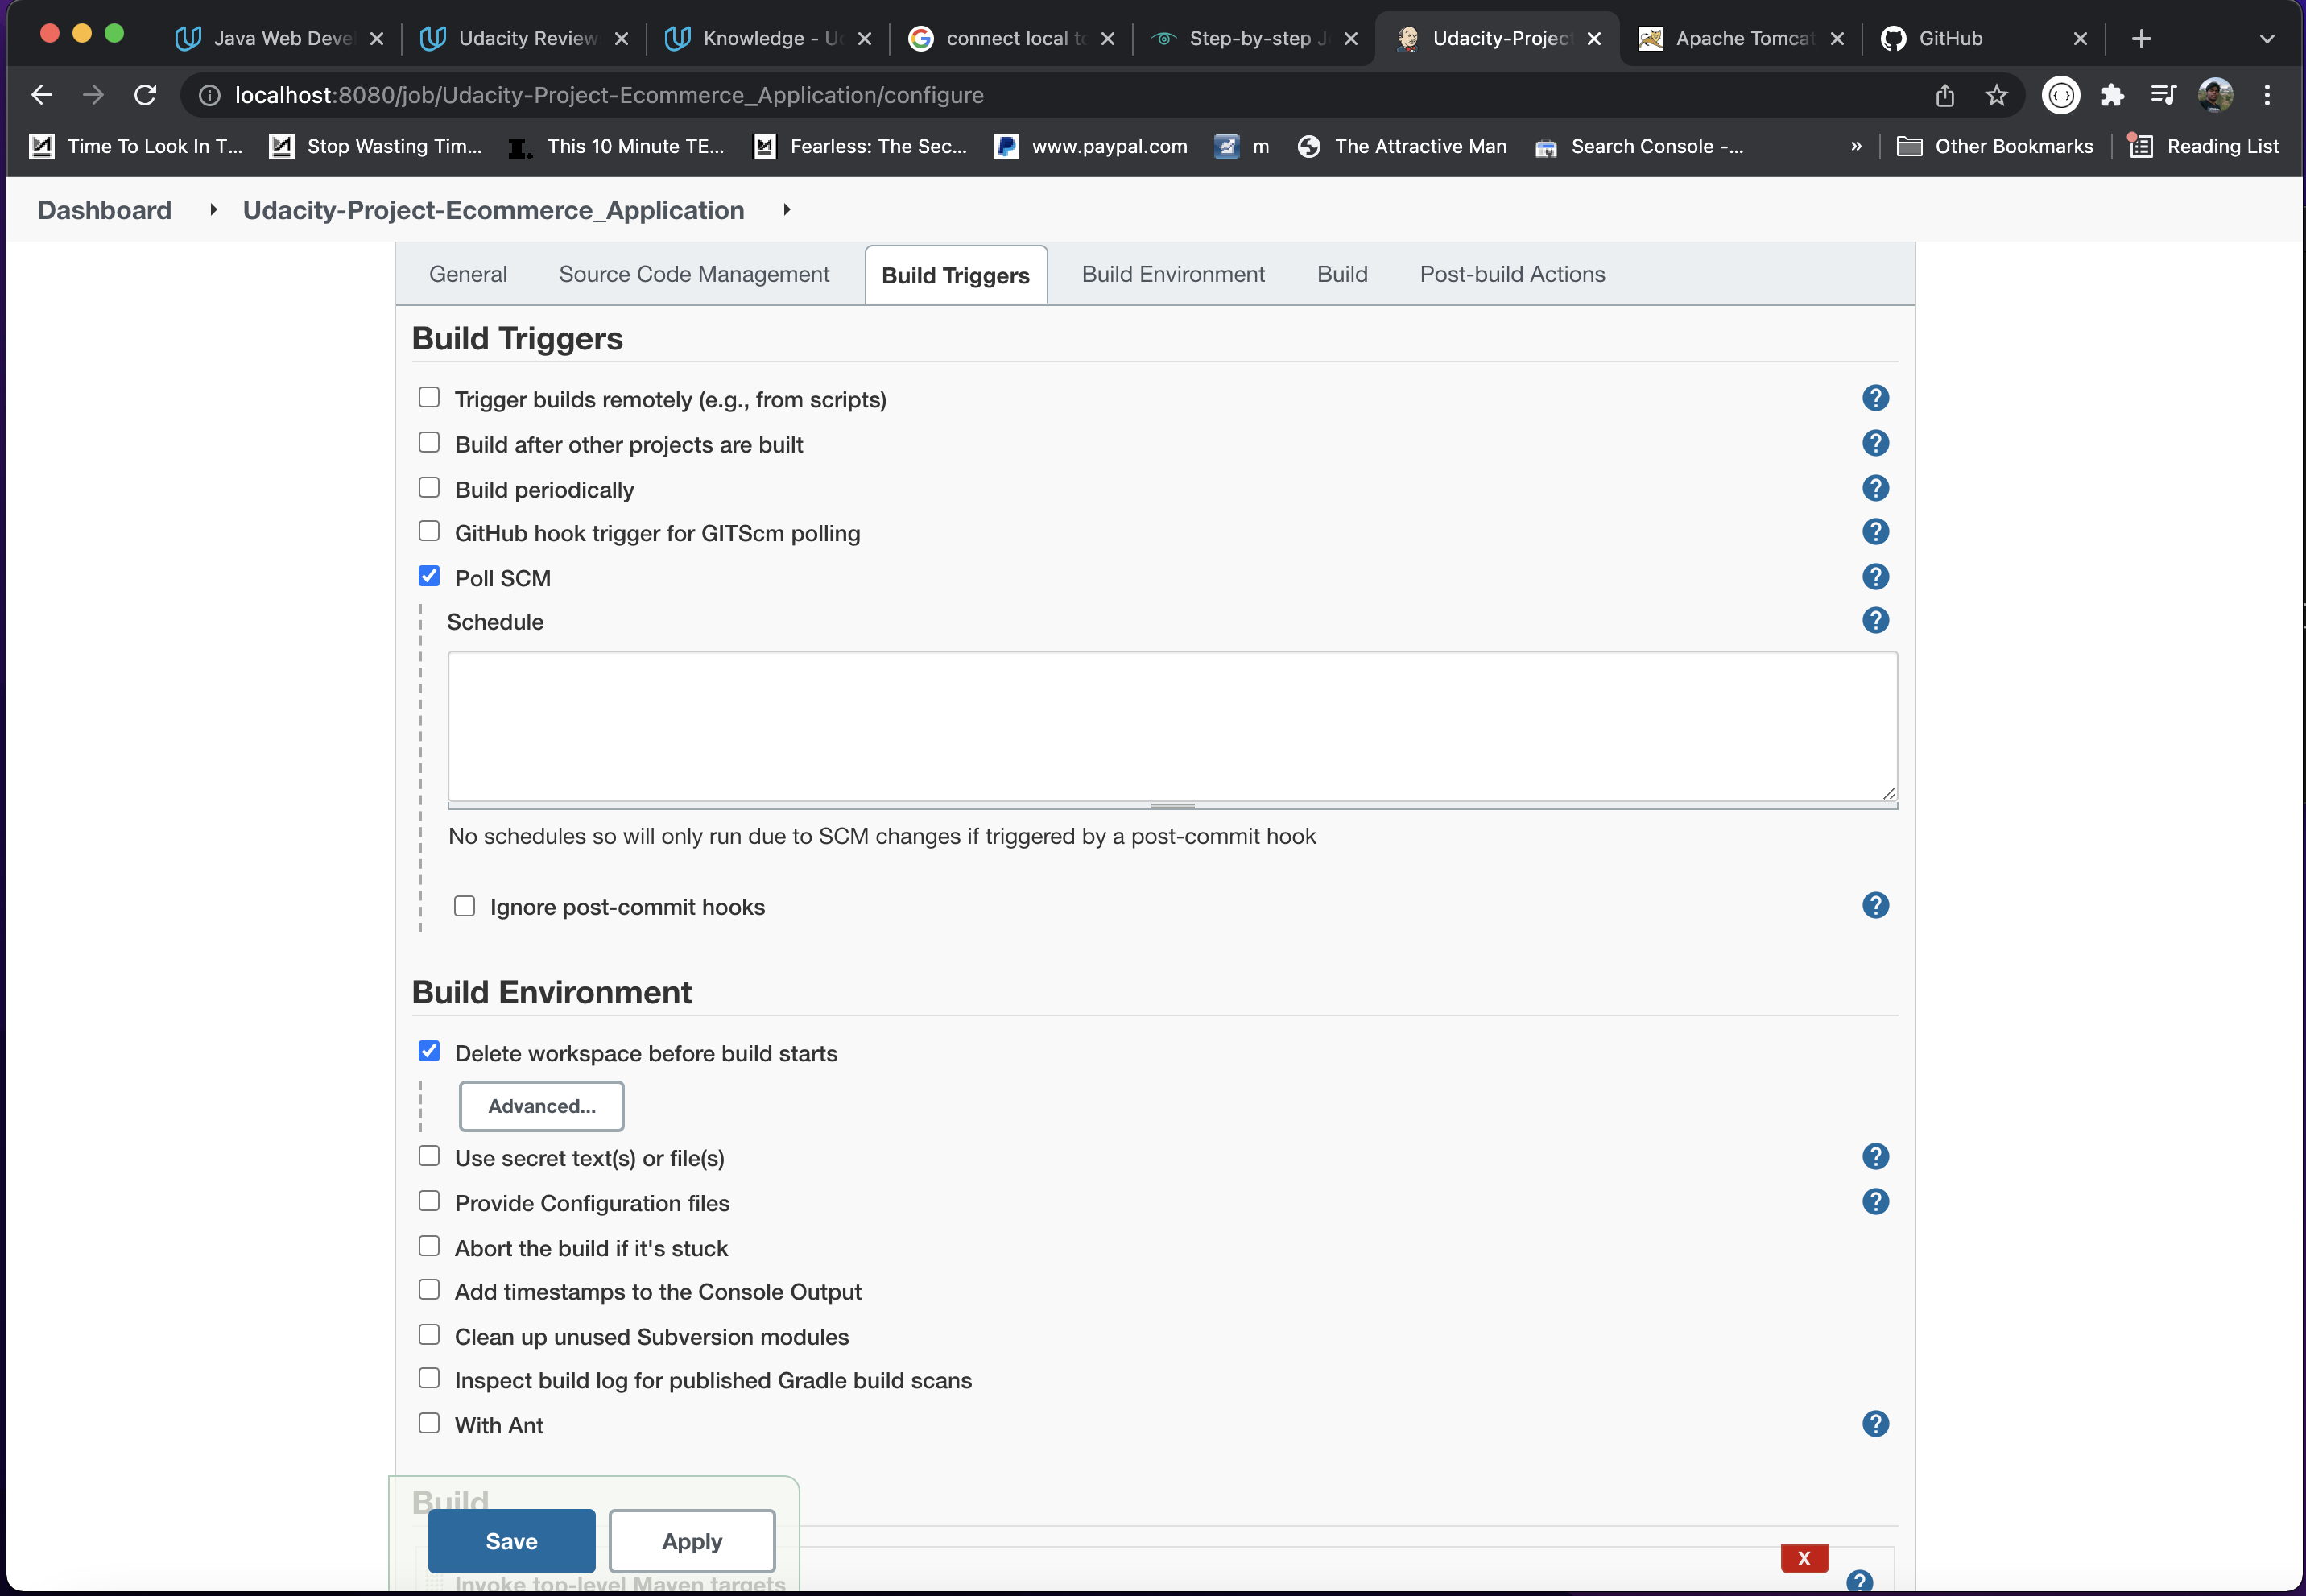 Java Web Deve
Udacity Review
Knowledge - U
connect local to
Step-by-step J
Udacity-Project
Apache Tomcat
GitHub
localhost:8080/job/Udacity-Project-Ecommerce_Application/configure
Time To Look In T...
Stop Wasting Tim...
This 10 Minute TE...
Fearless: The Sec...
www.paypal.com
m
The Attractive Man
Search Console -...
»
Other Bookmarks
Reading List
Dashboard
Udacity-Project-Ecommerce_Application
General
Source Code Management
Build Triggers
Build Environment
Build
Post-build Actions
Build Triggers
Trigger builds remotely (e.g., from scripts)
?
Build after other projects are built
?
Build periodically
?
GitHub hook trigger for GITScm polling
?
Poll SCM
?
Schedule
?
No schedules so will only run due to SCM changes if triggered by a post-commit hook
Ignore post-commit hooks
?
Build Environment
Delete workspace before build starts
Advanced...
Use secret text(s) or file(s)
?
Provide Configuration files
?
Abort the build if it's stuck
Add timestamps to the Console Output
Clean up unused Subversion modules
Inspect build log for published Gradle build scans
With Ant
?
Build
Save
Apply
X
Invoke top-level Maven targets
?